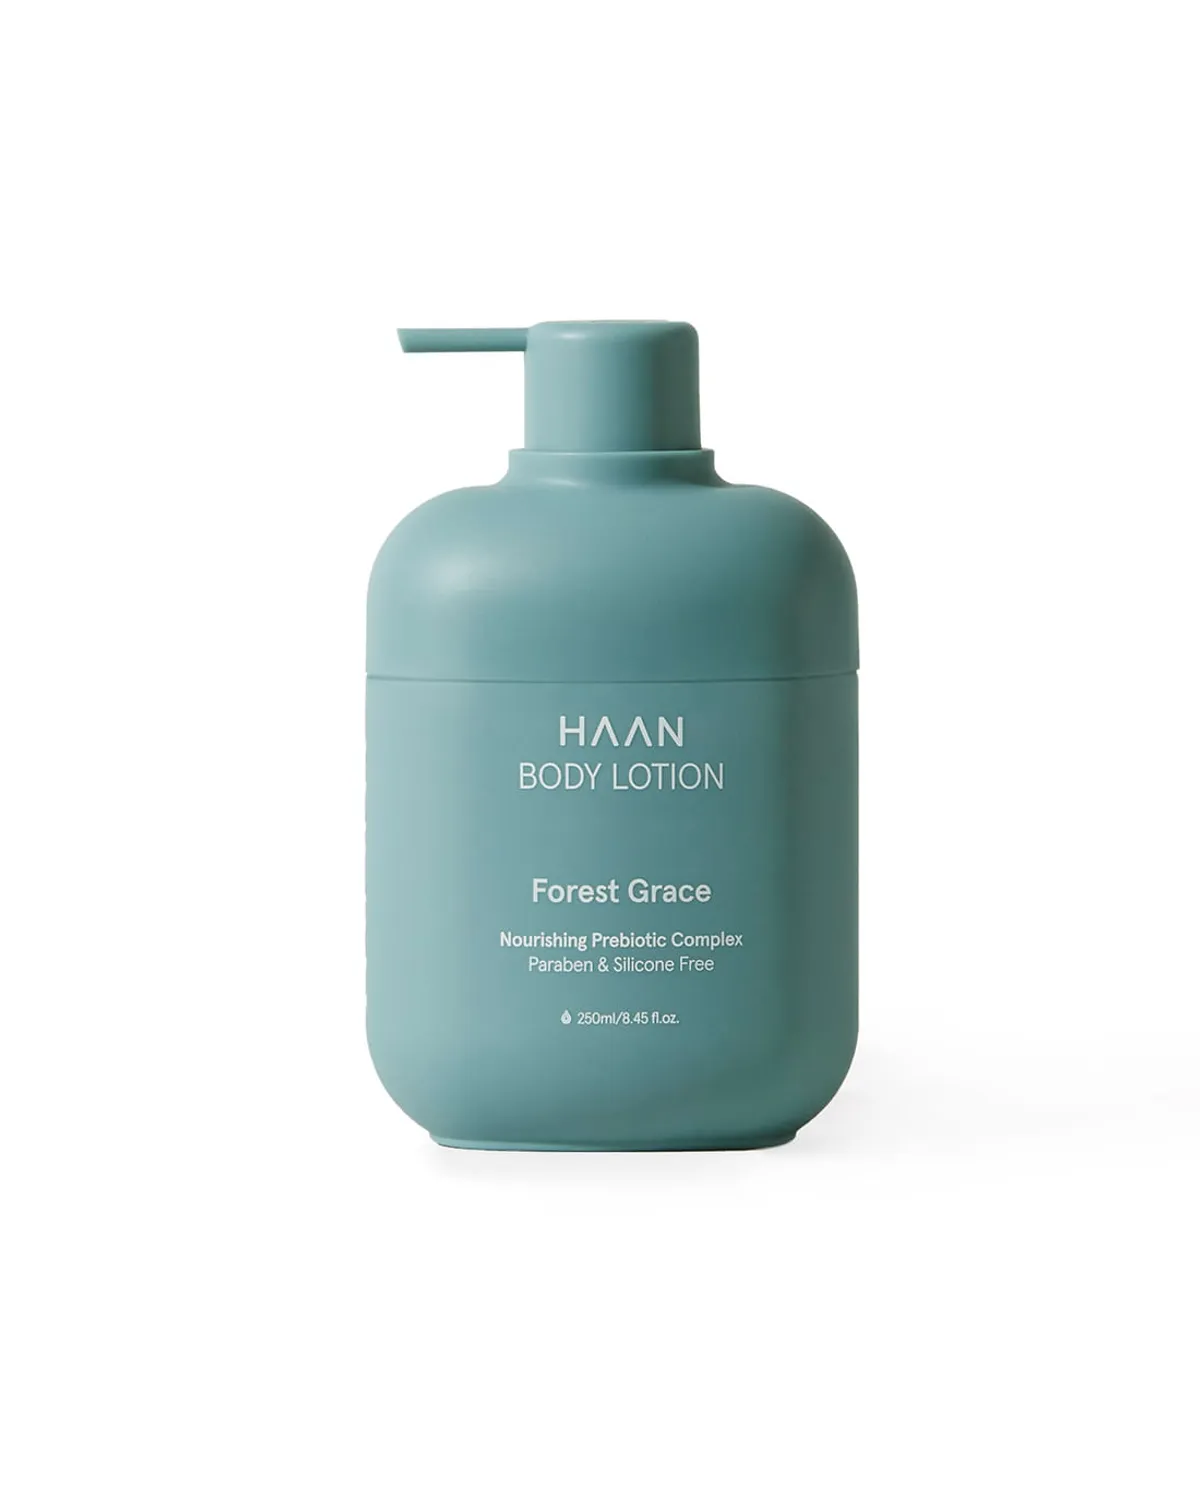 HAAN
BODY LOTION
Forest Grace
Nourishing Prebiotic Complex
Paraben & Silicone Free
250ml/8.45 fl.oz.